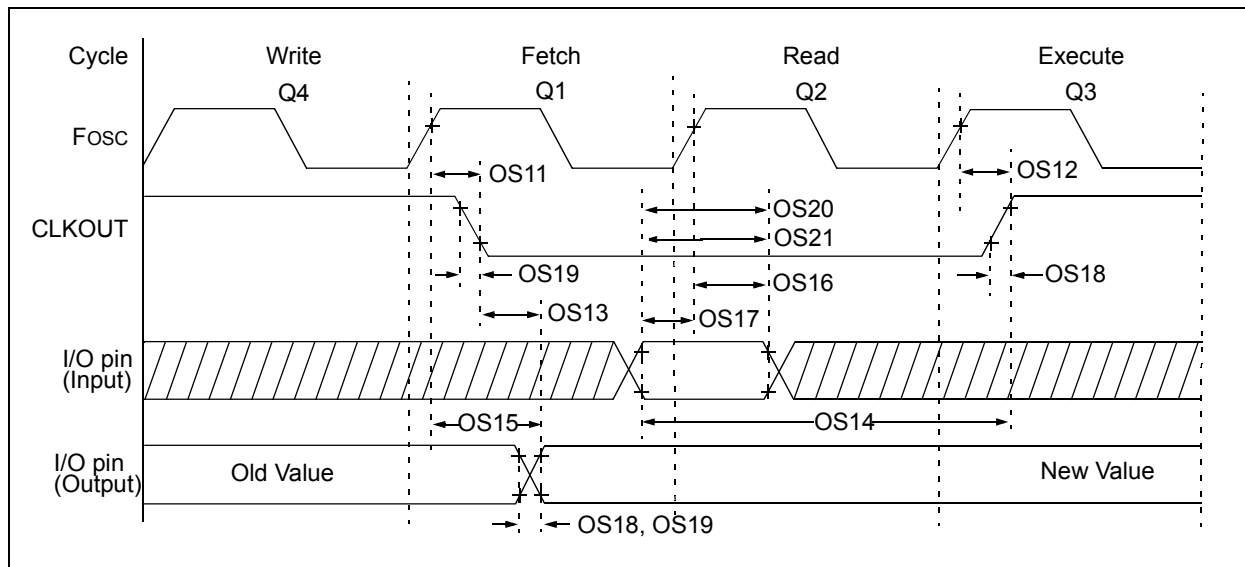 Cycle Write Fetch Read Execute
Q4 Q1 Q2 Q3
FOSC
OS11 OS12
CLKOUT
OS20
OS21
OS19 OS16 OS18
OS13 OS17
I/O pin
(Input)
OS15 OS14
I/O pin
(Output)
Old Value New Value
OS18, OS19